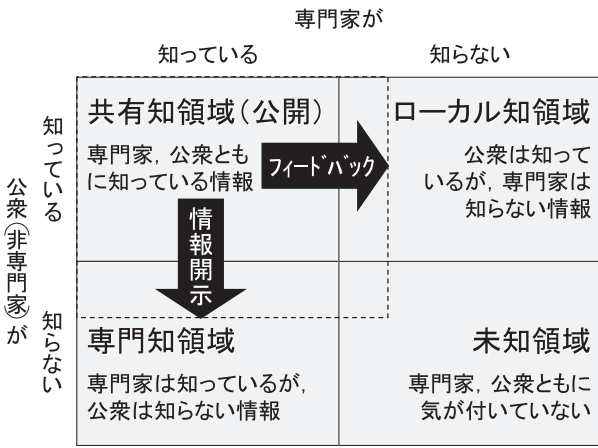 専門家が
知っている
知らない
公衆(非専門家)が
知っている
知らない
共有知領域(公開)
専門家，公衆とも
に知っている情報
フィードバック
情報開示
ローカル知領域
公衆は知って
いるが，専門家は
知らない情報
専門知領域
専門家は知っているが，
公衆は知らない情報
未知領域
専門家，公衆ともに
気が付いていない